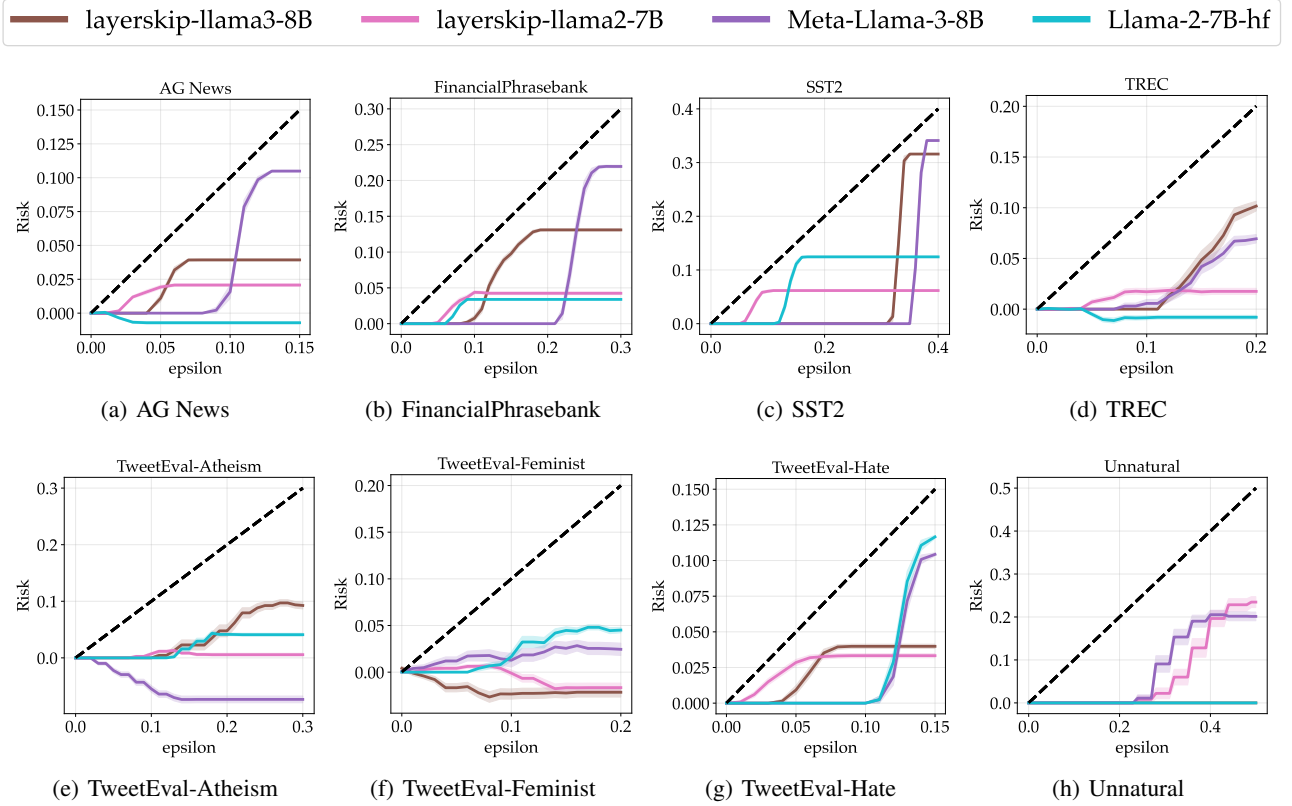 layerskip-llama3-8B layerskip-llama2-7B Meta-Llama-3-8B Llama-2-7B-hf
AG News
0.150
0.125
0.100
0.075
0.050
0.025
0.000
Risk
0.00 0.05 0.10 0.15
epsilon
(a) AG News
FinancialPhrasebank
0.30
0.25
0.20
0.15
0.10
0.05
0.00
Risk
0.0 0.1 0.2 0.3
epsilon
(b) FinancialPhrasebank
SST2
0.4
0.3
0.2
0.1
0.0
Risk
0.0 0.2 0.4
epsilon
(c) SST2
TREC
0.20
0.15
0.10
0.05
0.00
Risk
0.0 0.1 0.2
epsilon
(d) TREC
TweetEval-Atheism
0.3
0.2
0.1
0.0
Risk
0.0 0.1 0.2 0.3
epsilon
(e) TweetEval-Atheism
TweetEval-Feminist
0.20
0.15
0.10
0.05
0.00
Risk
0.0 0.1 0.2
epsilon
(f) TweetEval-Feminist
TweetEval-Hate
0.150
0.125
0.100
0.075
0.050
0.025
0.000
Risk
0.00 0.05 0.10 0.15
epsilon
(g) TweetEval-Hate
Unnatural
0.5
0.4
0.3
0.2
0.1
0.0
Risk
0.0 0.2 0.4
epsilon
(h) Unnatural